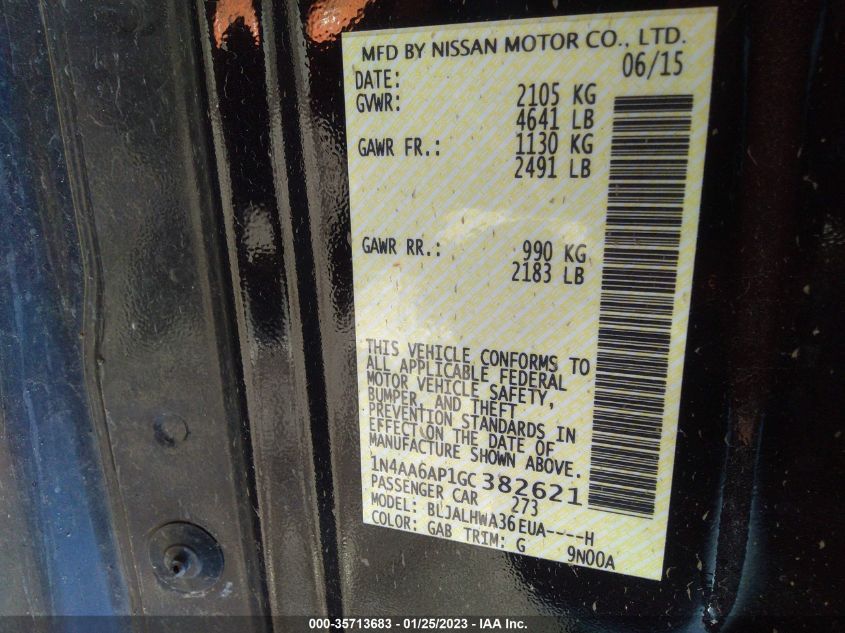 MFD BY NISSAN MOTOR CO., LTD.
DATE: 06/15
GVWR: 2105 KG
4641 LB
GAWR FR.: 1130 KG
2491 LB
GAWR RR.: 990 KG
2183 LB
THIS VEHICLE CONFORMS TO
ALL APPLICABLE FEDERAL
MOTOR VEHICLE SAFETY,
BUMPER, AND THEFT
PREVENTION STANDARDS IN
EFFECT ON THE DATE OF
MANUFACTURE SHOWN ABOVE.
1N4AA6AP1GC382621
PASSENGER CAR 273
MODEL: BLJALHWA36EUA----H
COLOR: GAB TRIM: G 9N00A
000-35713683 - 01/25/2023 - IAA Inc.